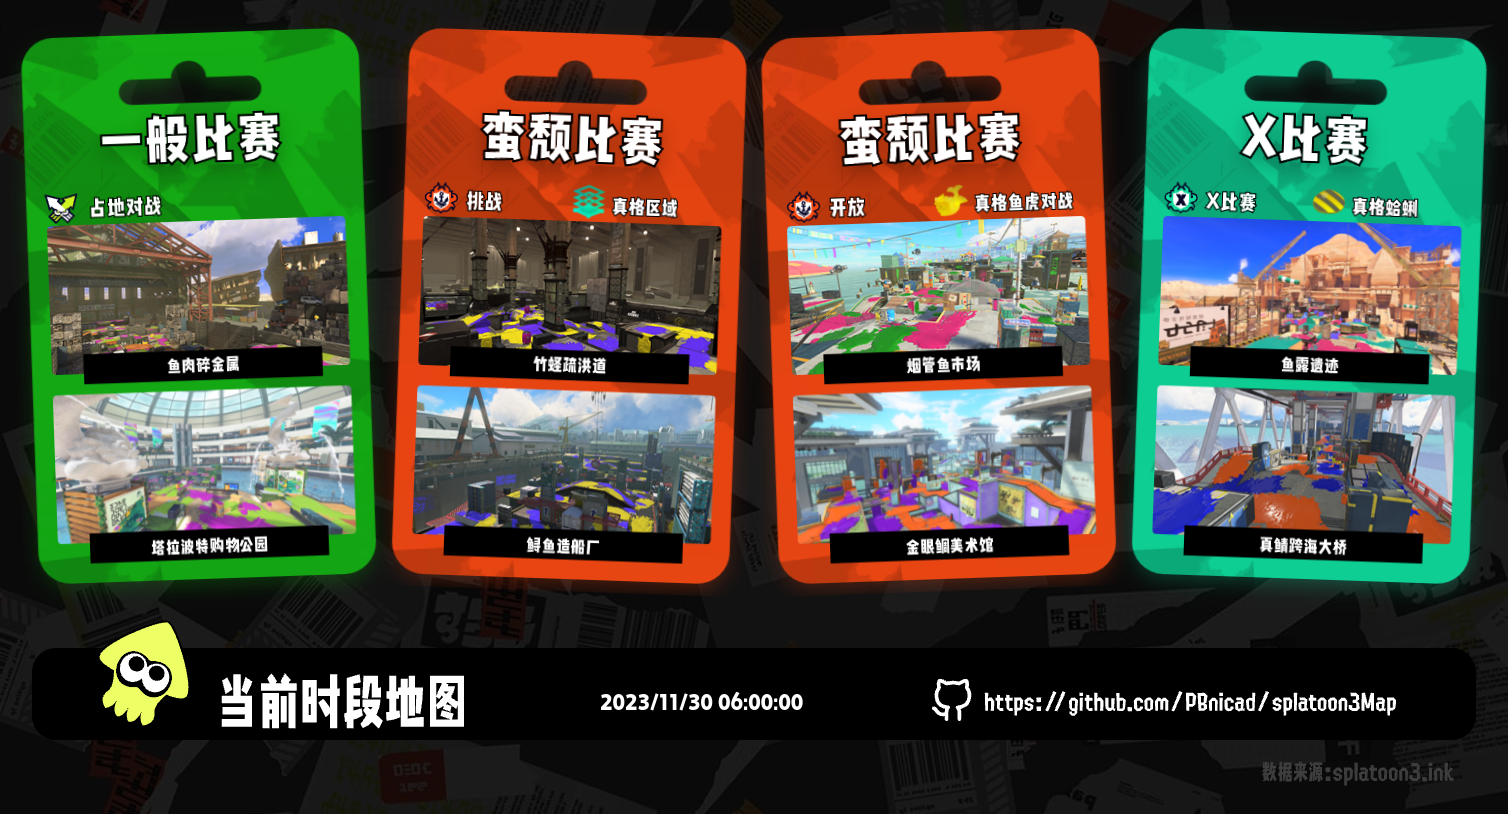 一般比赛
占地对战
鱼肉碎金属
塔拉波特购物公园
蛮颓比赛
挑战
真格区域
竹蛏疏洪道
鲟鱼造船厂
蛮颓比赛
开放
真格鱼虎对战
烟管鱼市场
金眼鲷美术馆
X比赛
X比赛
真格蛤蜊
鱼露遗迹
真鲭跨海大桥
当前时段地图
2023/11/30 06:00:00
https://github.com/PBnicad/splatoon3Map
数据来源:splatoon3.ink